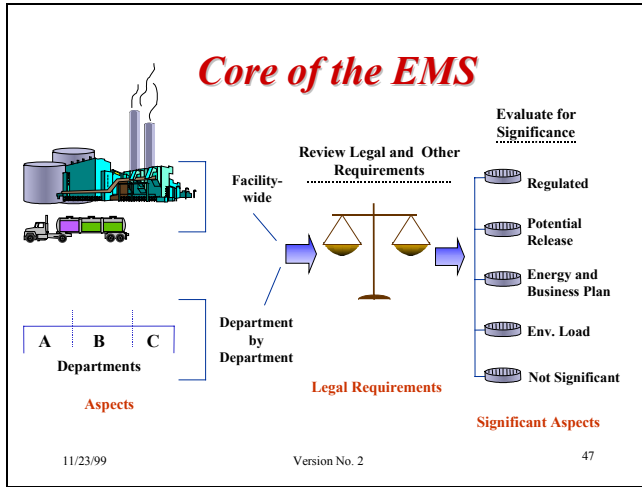 Core of the EMS
Evaluate for
Significance
Review Legal and Other
Requirements
Facility-
wide
Regulated
Potential
Release
Energy and
Business Plan
Env. Load
Not Significant
Department
by
Department
A B C
Departments
Aspects
Legal Requirements
Significant Aspects
11/23/99
Version No. 2
47